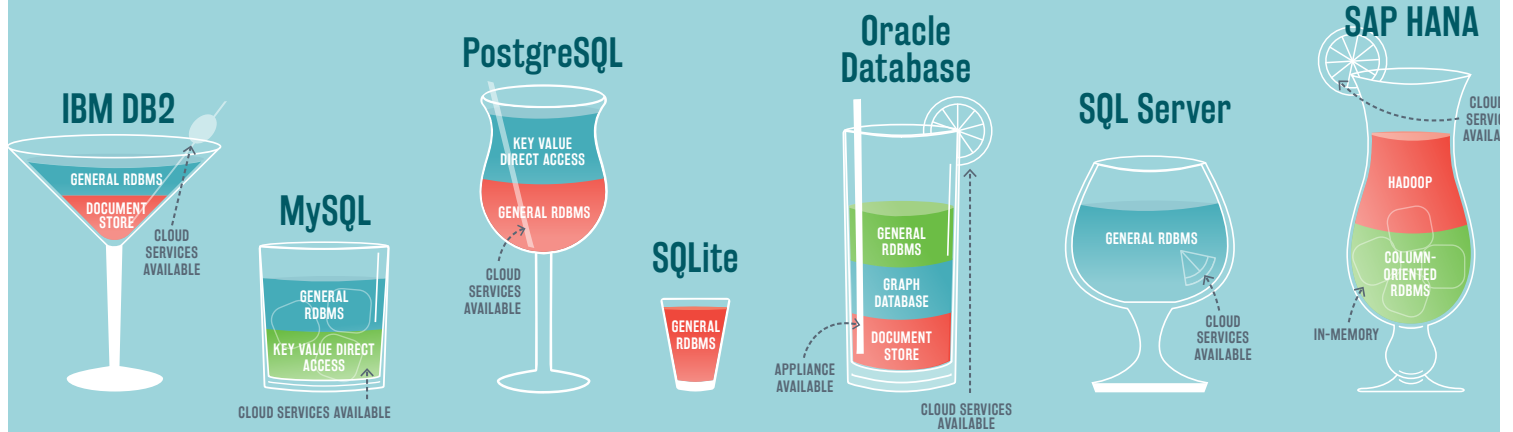 IBM DB2
GENERAL RDBMS
DOCUMENT
STORE
CLOUD
SERVICES
AVAILABLE
MySQL
GENERAL
RDBMS
KEY VALUE DIRECT
ACCESS
CLOUD SERVICES AVAILABLE
PostgreSQL
KEY VALUE
DIRECT ACCESS
GENERAL RDBMS
CLOUD
SERVICES
AVAILABLE
SQLite
GENERAL
RDBMS
Oracle
Database
GENERAL
RDBMS
GRAPH
DATABASE
DOCUMENT
STORE
APPLIANCE
AVAILABLE
CLOUD SERVICES
AVAILABLE
SQL Server
GENERAL RDBMS
CLOUD
SERVICES
AVAILABLE
SAP HANA
HADOOP
COLUMN-
ORIENTED
RDBMS
IN-MEMORY
CLOU
SERVIC
AVAILA